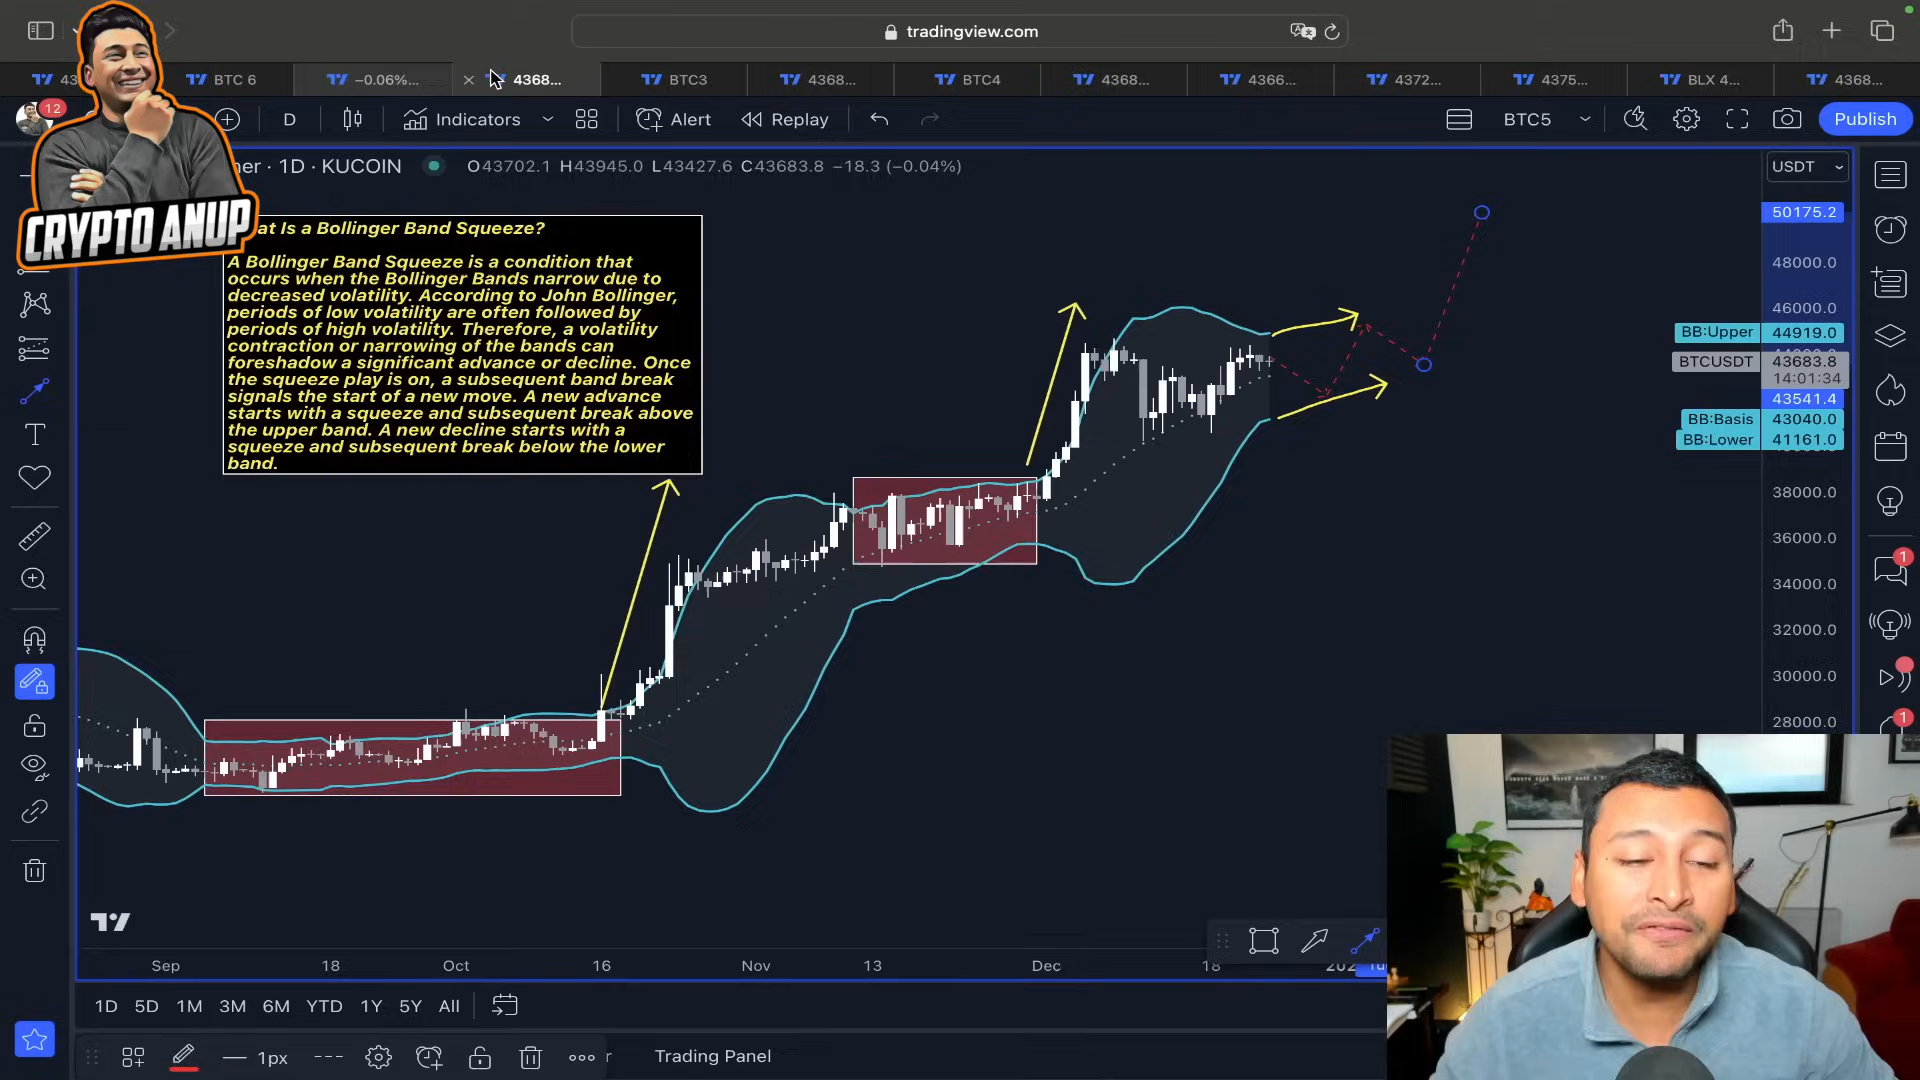 tradingview.com
43
BTC 6
−0.06%...
4368...
BTC3
4368...
BTC4
4368...
4366...
4372...
4375...
BLX 4...
4368...
12
D
Indicators
Alert
Replay
BTC5
Publish
er · 1D · KUCOIN
O43702.1 H43945.0 L43427.6 C43683.8 −18.3 (−0.04%)
USDT
CRYPTO ANUP
at Is a Bollinger Band Squeeze?
A Bollinger Band Squeeze is a condition that
occurs when the Bollinger Bands narrow due to
decreased volatility. According to John Bollinger,
periods of low volatility are often followed by
periods of high volatility. Therefore, a volatility
contraction or narrowing of the bands can
foreshadow a significant advance or decline. Once
the squeeze play is on, a subsequent band break
signals the start of a new move. A new advance
starts with a squeeze and subsequent break above
the upper band. A new decline starts with a
squeeze and subsequent break below the lower
band.
50175.2
48000.0
46000.0
BB:Upper 44919.0
BTCUSDT 43683.8
14:01:34
43541.4
BB:Basis 43040.0
BB:Lower 41161.0
38000.0
36000.0
34000.0
32000.0
30000.0
28000.0
1
1
Sep
18
Oct
16
Nov
13
Dec
18
202
Tu
1D 5D 1M 3M 6M YTD 1Y 5Y All
1px
r
Trading Panel